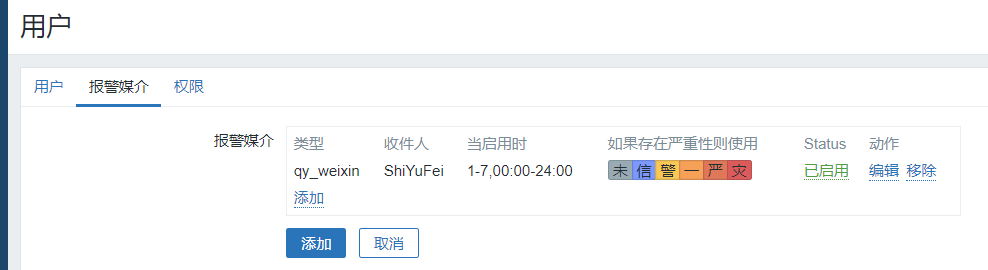 用户
用户 报警媒介 权限
报警媒介 类型 收件人 当启用时 如果存在严重性则使用 Status 动作
qy_weixin ShiYuFei 1-7,00:00-24:00 未 信 警 一 严 灾 已启用 编辑 移除
添加
添加 取消